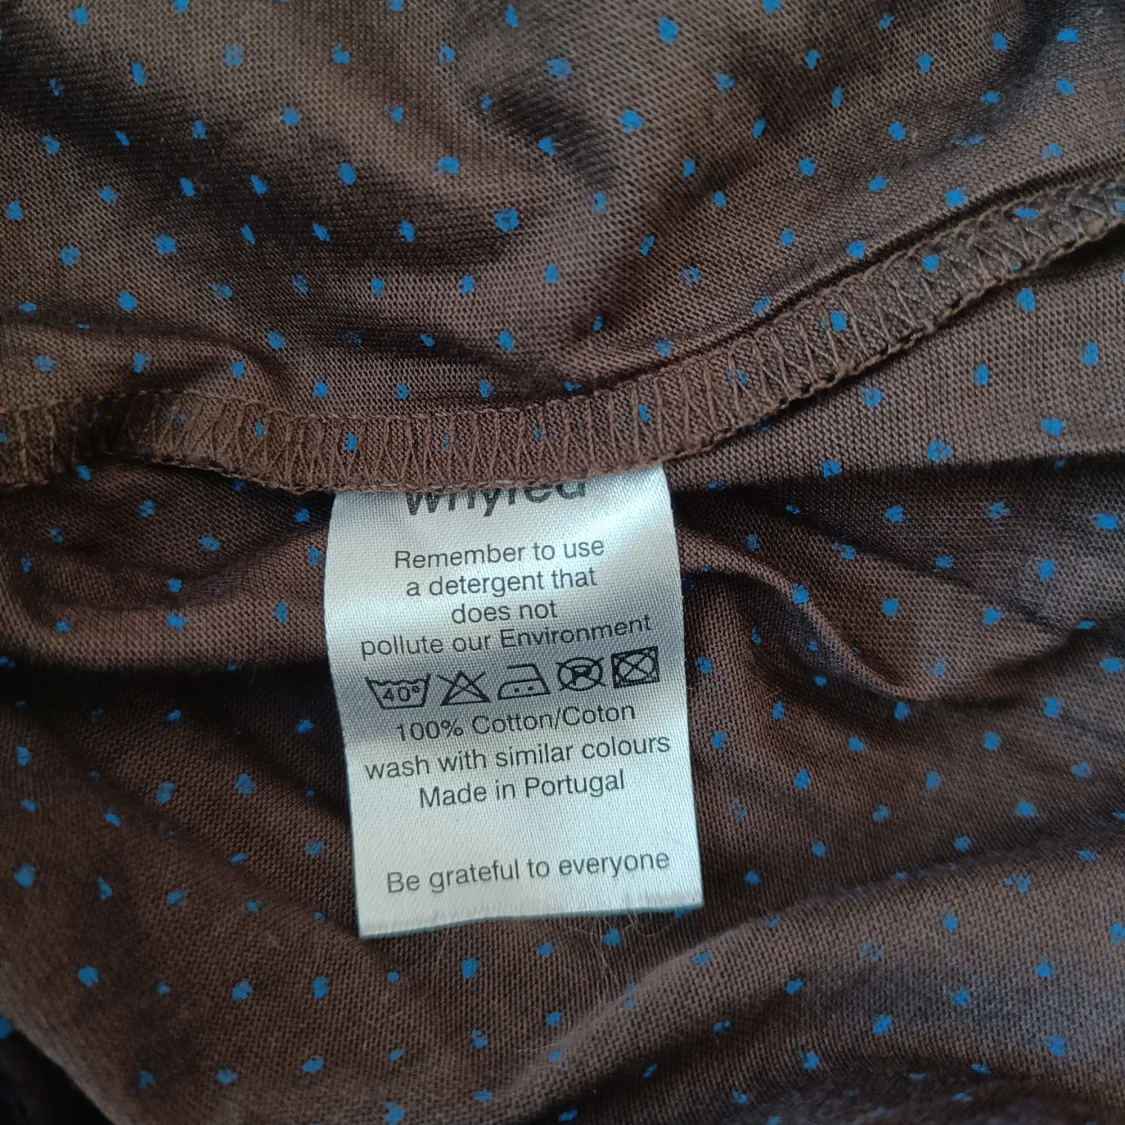 whyred
Remember to use
a detergent that
does not
pollute our Environment
40°
P
100% Cotton/Coton
wash with similar colours
Made in Portugal
Be grateful to everyone